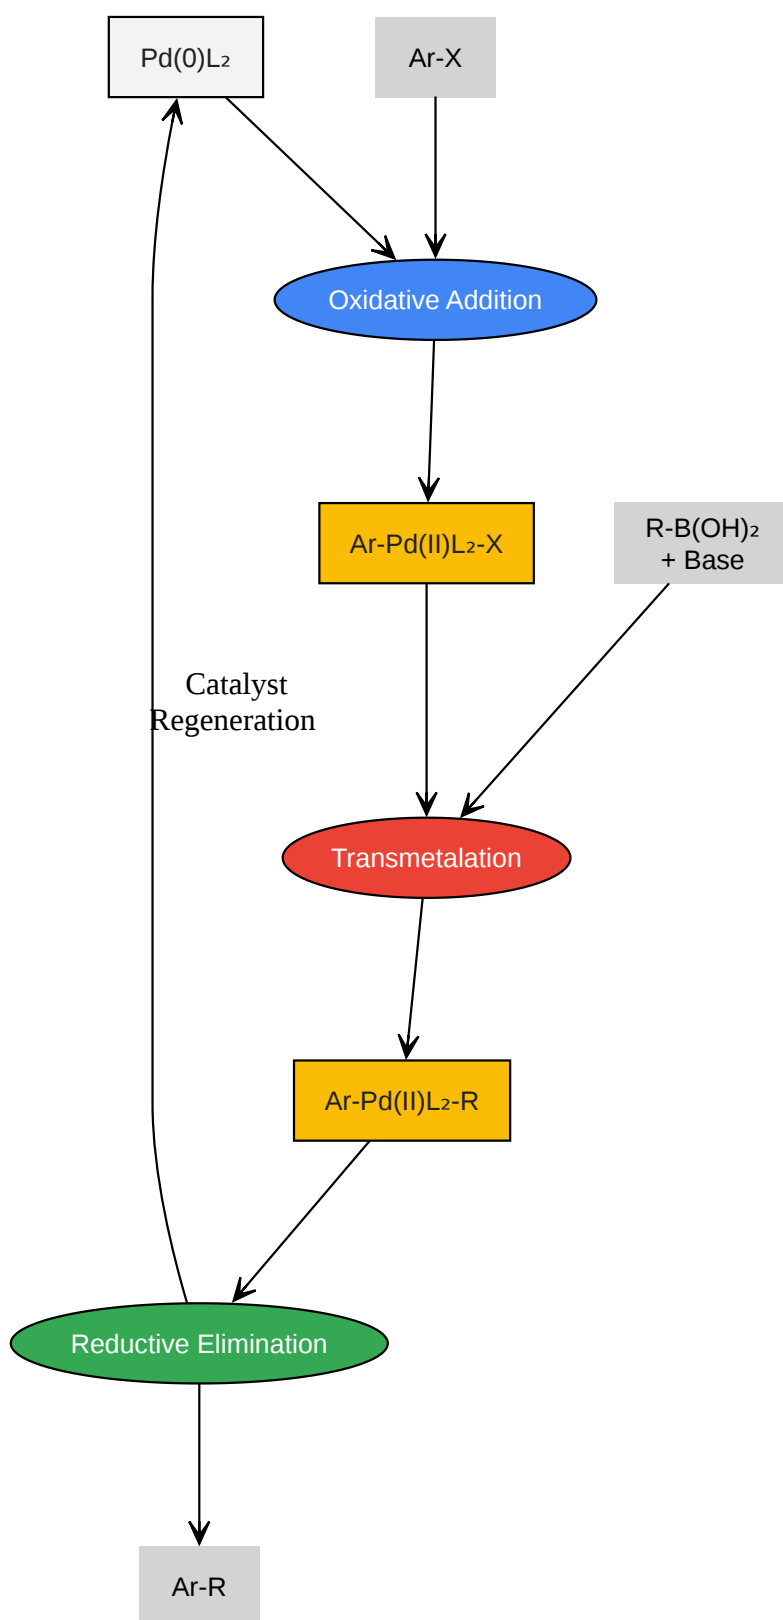 Pd(0)L₂
Ar-X
Oxidative Addition
Ar-Pd(II)L₂-X
R-B(OH)₂
+ Base
Catalyst
Regeneration
Transmetalation
Ar-Pd(II)L₂-R
Reductive Elimination
Ar-R